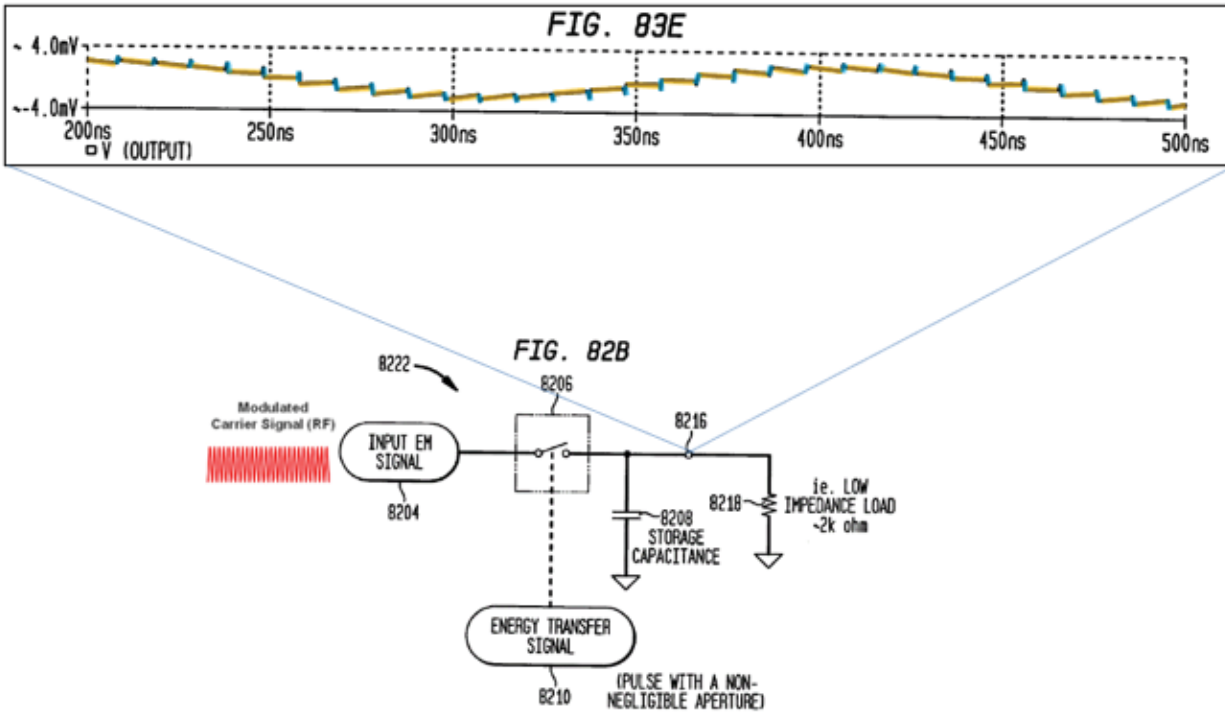 FIG. 83E
~ 4.0mV
~-4.0mV
200ns
250ns
300ns
350ns
400ns
450ns
500ns
V (OUTPUT)
FIG. 82B
8222
8206
8216
Modulated
Carrier Signal (RF)
INPUT EM
SIGNAL
8204
8208
STORAGE
CAPACITANCE
8218
ie. LOW
IMPEDANCE LOAD
~2k ohm
ENERGY TRANSFER
SIGNAL
8210
(PULSE WITH A NON-
NEGLIGIBLE APERTURE)